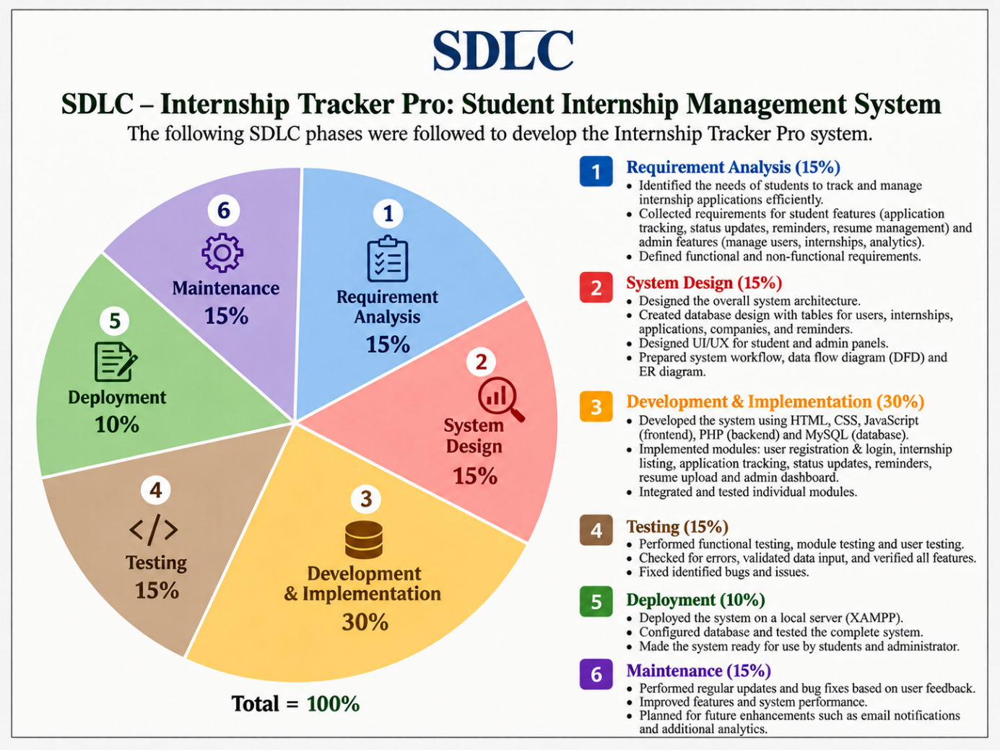 SDLC
SDLC – Internship Tracker Pro: Student Internship Management System
The following SDLC phases were followed to develop the Internship Tracker Pro system.
1
Requirement
Analysis
15%
2
System
Design
15%
3
Development
& Implementation
30%
4
</>
Testing
15%
5
Deployment
10%
6
Maintenance
15%
Total = 100%
1 Requirement Analysis (15%)
• Identified the needs of students to track and manage
internship applications efficiently.
• Collected requirements for student features (application
tracking, status updates, reminders, resume management) and
admin features (manage users, internships, analytics).
• Defined functional and non-functional requirements.
2 System Design (15%)
• Designed the overall system architecture.
• Created database design with tables for users, internships,
applications, companies, and reminders.
• Designed UI/UX for student and admin panels.
• Prepared system workflow, data flow diagram (DFD) and
ER diagram.
3 Development & Implementation (30%)
• Developed the system using HTML, CSS, JavaScript
(frontend), PHP (backend) and MySQL (database).
• Implemented modules: user registration & login, internship
listing, application tracking, status updates, reminders,
resume upload and admin dashboard.
• Integrated and tested individual modules.
4 Testing (15%)
• Performed functional testing, module testing and user testing.
• Checked for errors, validated data input, and verified all features.
• Fixed identified bugs and issues.
5 Deployment (10%)
• Deployed the system on a local server (XAMPP).
• Configured database and tested the complete system.
• Made the system ready for use by students and administrator.
6 Maintenance (15%)
• Performed regular updates and bug fixes based on user feedback.
• Improved features and system performance.
• Planned for future enhancements such as email notifications
and additional analytics.